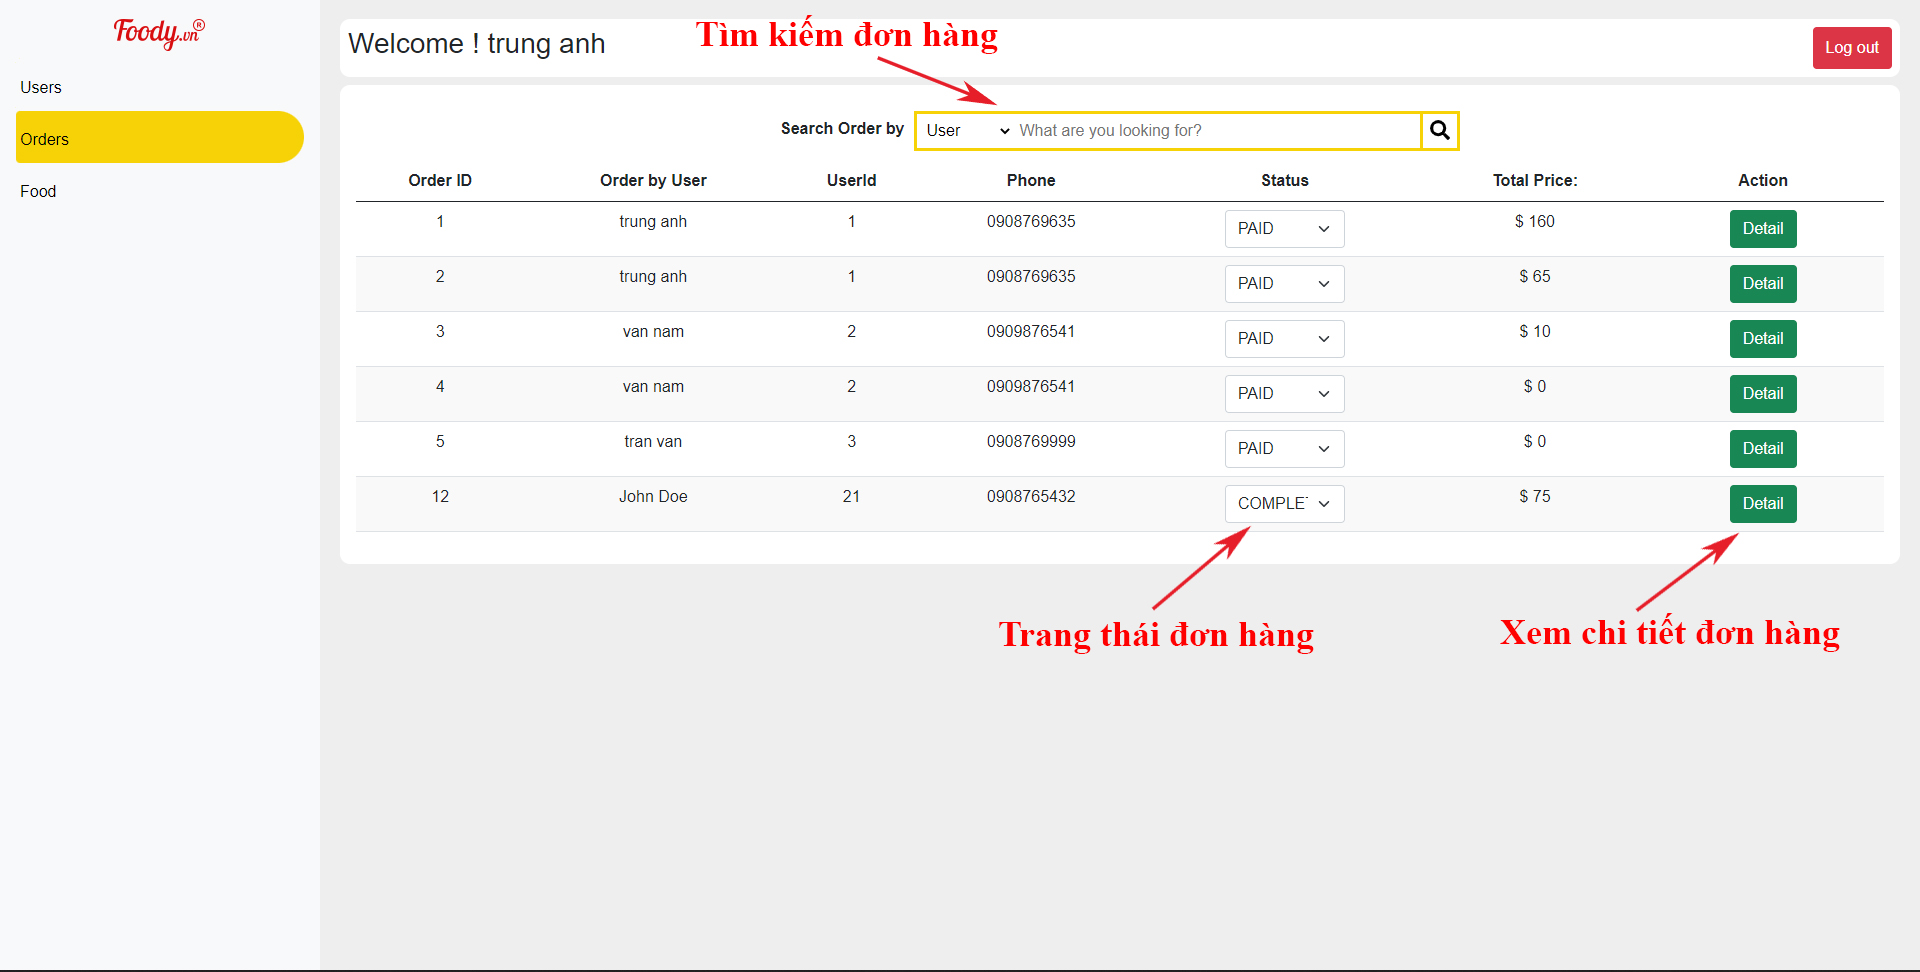 Foody.vn ®
Users
Orders
Food
Welcome ! trung anh
Tìm kiếm đơn hàng
Log out
Search Order by User What are you looking for?
Order ID Order by User UserId Phone Status Total Price: Action
1 trung anh 1 0908769635 PAID $ 160 Detail
2 trung anh 1 0908769635 PAID $ 65 Detail
3 van nam 2 0909876541 PAID $ 10 Detail
4 van nam 2 0909876541 PAID $ 0 Detail
5 tran van 3 0908769999 PAID $ 0 Detail
12 John Doe 21 0908765432 COMPLE $ 75 Detail
Trang thái đơn hàng
Xem chi tiết đơn hàng